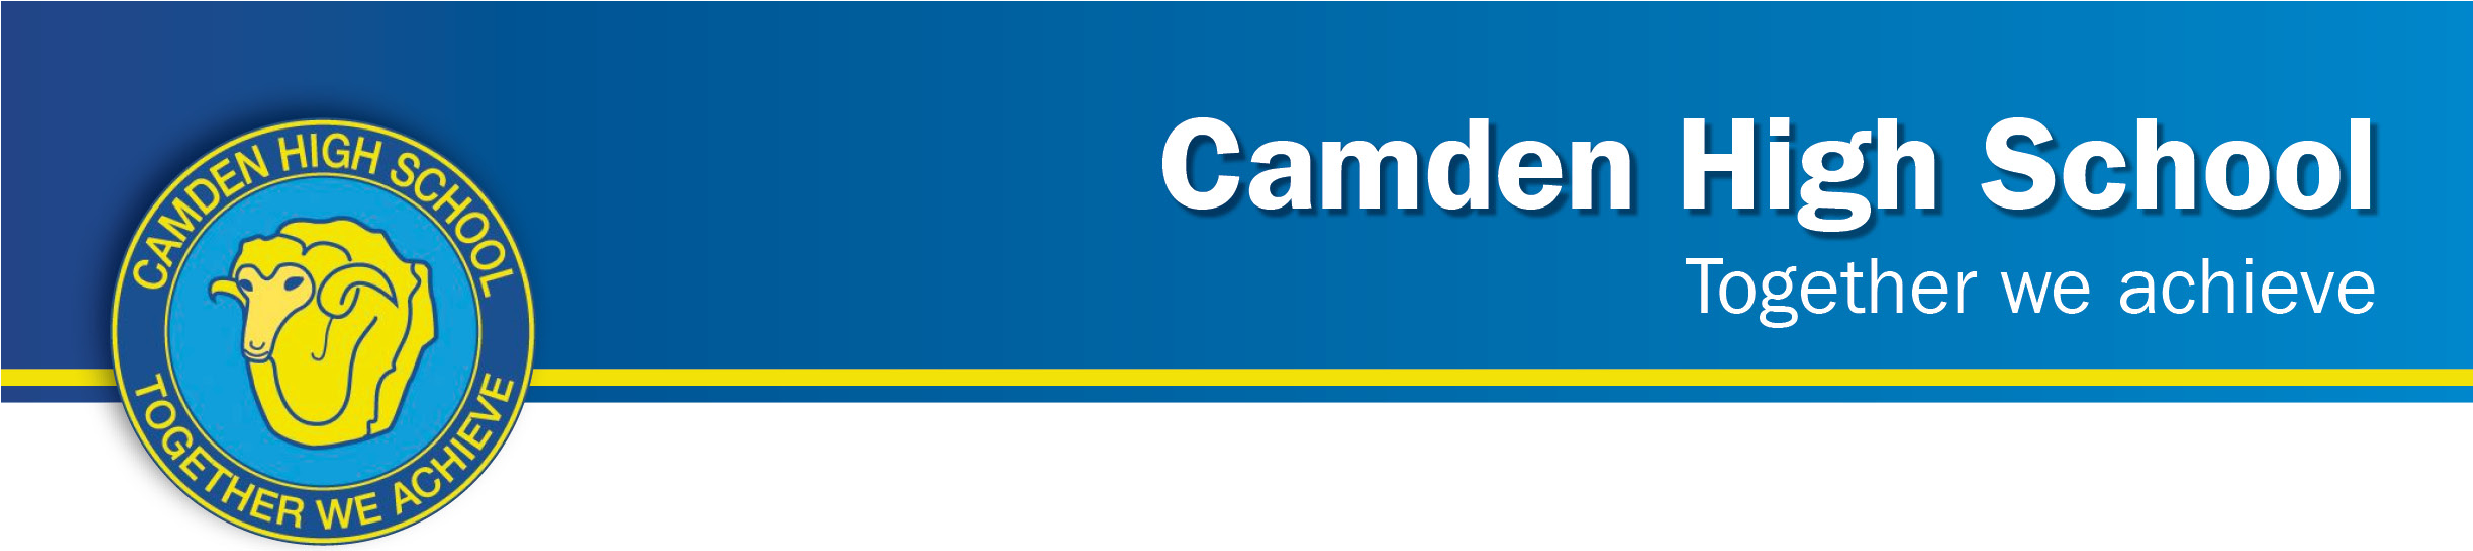 CAMDEN HIGH SCHOOL
TOGETHER WE ACHIEVE
Camden High School
Together we achieve